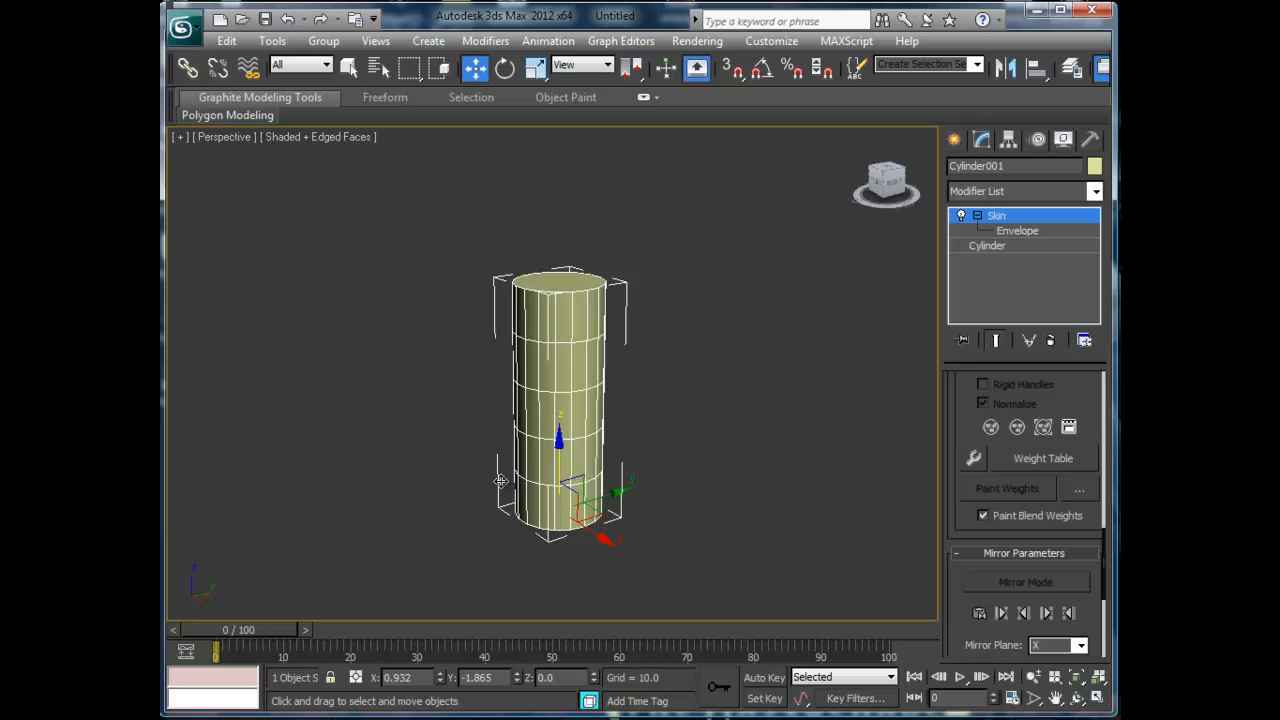 Autodesk 3ds Max 2012 x64 Untitled
Type a keyword or phrase
Edit Tools Group Views Create Modifiers Animation Graph Editors Rendering Customize MAXScript Help
All View Create Selection Se
Graphite Modeling Tools Freeform Selection Object Paint
Polygon Modeling
[ + ] [ Perspective ] [ Shaded + Edged Faces ]
Cylinder001
Modifier List
Skin
Envelope
Cylinder
Rigid Handles
Normalize
Weight Table
Paint Weights ...
Paint Blend Weights
Mirror Parameters
Mirror Mode
Mirror Plane: X
z
y
x
z
y
< 0 / 100 >
0 10 20 30 40 50 60 70 80 90 100
1 Object S X: 0.932 Y: -1.865 Z: 0.0 Grid = 10.0 Auto Key Selected
Click and drag to select and move objects Add Time Tag Set Key Key Filters... 0